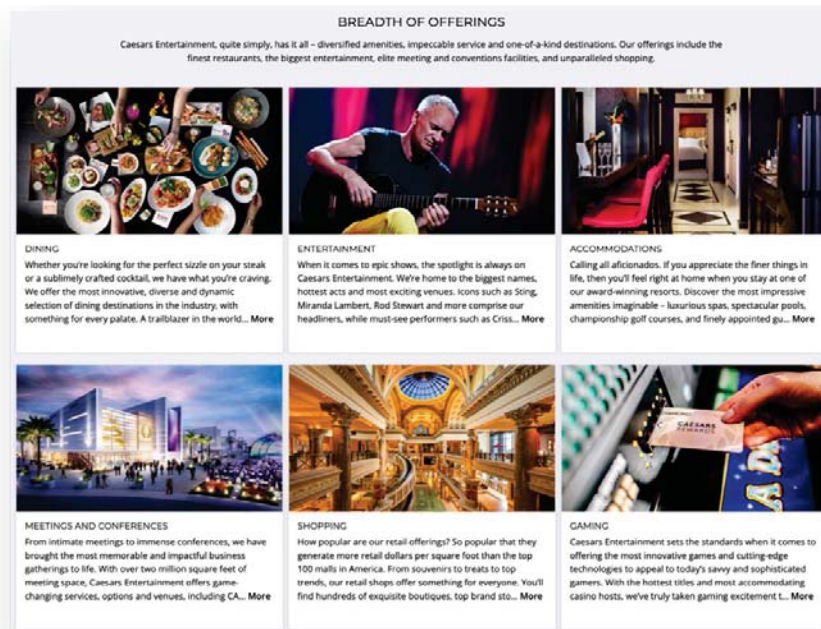 BREADTH OF OFFERINGS
Caesars Entertainment, quite simply, has it all – diversified amenities, impeccable service and one-of-a-kind destinations. Our offerings include the
finest restaurants, the biggest entertainment, elite meeting and conventions facilities, and unparalleled shopping.
DINING
Whether you're looking for the perfect sizzle on your steak
or a sublimely crafted cocktail, we have what you're craving.
We offer the most innovative, diverse and dynamic
selection of dining destinations in the industry, with
something for every palate. A trailblazer in the world... More
ENTERTAINMENT
When it comes to epic shows, the spotlight is always on
Caesars Entertainment. We're home to the biggest names,
hottest acts and most exciting venues. Icons such as Sting,
Miranda Lambert, Rod Stewart and more comprise our
headliners, while must-see performers such as Criss... More
ACCOMMODATIONS
Calling all aficionados. If you appreciate the finer things in
life, then you'll feel right at home when you stay at one of
our award-winning resorts. Discover the most impressive
amenities imaginable – luxurious spas, spectacular pools,
championship golf courses, and finely appointed gu... More
CAESARS
REWARDS
MEETINGS AND CONFERENCES
From intimate meetings to immense conferences, we have
brought the most memorable and impactful business
gatherings to life. With over two million square feet of
meeting space, Caesars Entertainment offers game-
changing services, options and venues, including CA... More
SHOPPING
How popular are our retail offerings? So popular that they
generate more retail dollars per square foot than the top
100 malls in America. From souvenirs to treats to top
trends, our retail shops offer something for everyone. You'll
find hundreds of exquisite boutiques, top brand sto... More
GAMING
Caesars Entertainment sets the standards when it comes to
offering the most innovative games and cutting-edge
technologies to appeal to today's savvy and sophisticated
gamers. With the hottest titles and most accommodating
casino hosts, we've truly taken gaming excitement t... More